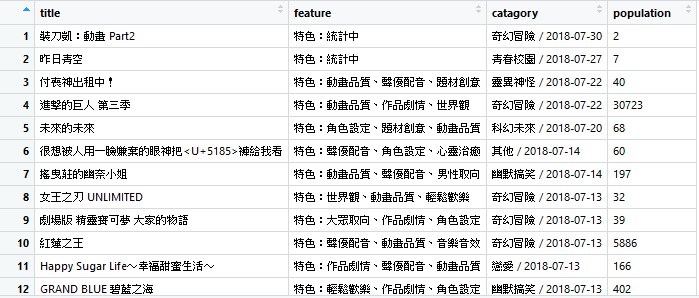 title feature catagory population
1 裝刀凱：動畫 Part2 特色：統計中 奇幻冒險 / 2018-07-30 2
2 昨日青空 特色：統計中 青春校園 / 2018-07-27 7
3 付喪神出租中！ 特色：動畫品質、聲優配音、題材創意 靈異神怪 / 2018-07-22 40
4 進擊的巨人 第三季 特色：動畫品質、作品劇情、世界觀 奇幻冒險 / 2018-07-22 30723
5 未來的未來 特色：角色設定、題材創意、動畫品質 科幻未來 / 2018-07-20 68
6 很想被人用一臉嫌棄的眼神把<U+5185>褲給我看 特色：聲優配音、角色設定、心靈治癒 其他 / 2018-07-14 60
7 搖曳莊的幽奈小姐 特色：動畫品質、聲優配音、男性取向 幽默搞笑 / 2018-07-14 197
8 女王之刃 UNLIMITED 特色：世界觀、動畫品質、輕鬆歡樂 奇幻冒險 / 2018-07-13 32
9 劇場版 精靈寶可夢 大家的物語 特色：大眾取向、作品劇情、角色設定 奇幻冒險 / 2018-07-13 39
10 紅蓮之王 特色：聲優配音、動畫品質、音樂音效 奇幻冒險 / 2018-07-13 5886
11 Happy Sugar Life～幸福甜蜜生活～ 特色：作品劇情、聲優配音、動畫品質 戀愛 / 2018-07-13 166
12 GRAND BLUE 碧藍之海 特色：輕鬆歡樂、作品劇情、角色設定 幽默搞笑 / 2018-07-13 402